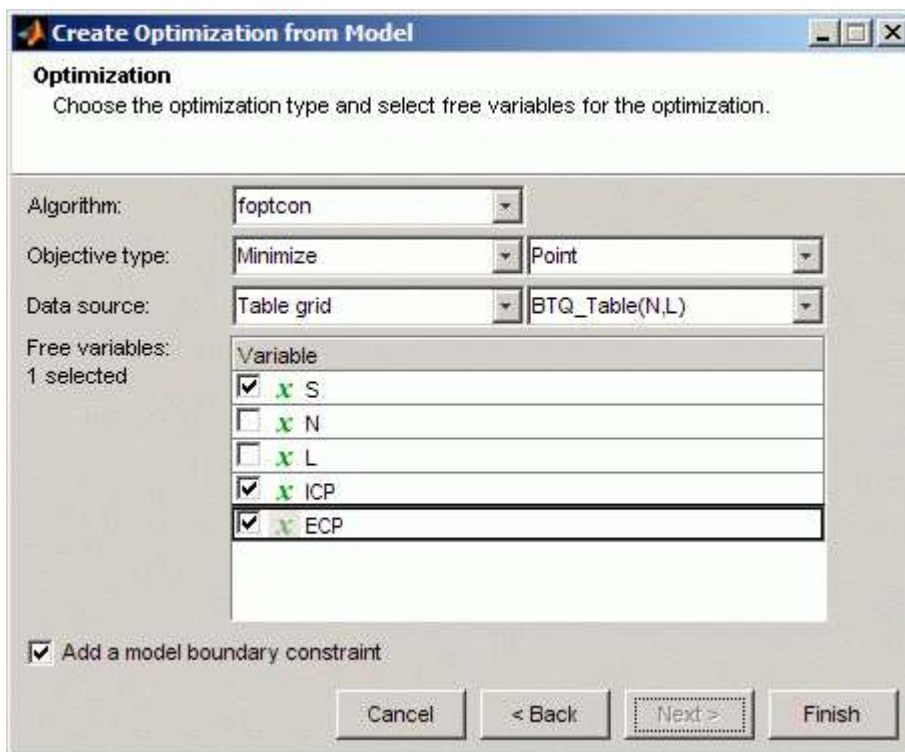 Create Optimization from Model
Optimization
Choose the optimization type and select free variables for the optimization.
Algorithm: foptcon
Objective type: Minimize Point
Data source: Table grid BTQ_Table(N,L)
Free variables:
1 selected
Variable
x S
x N
x L
x ICP
x ECP
Add a model boundary constraint
Cancel < Back Next > Finish